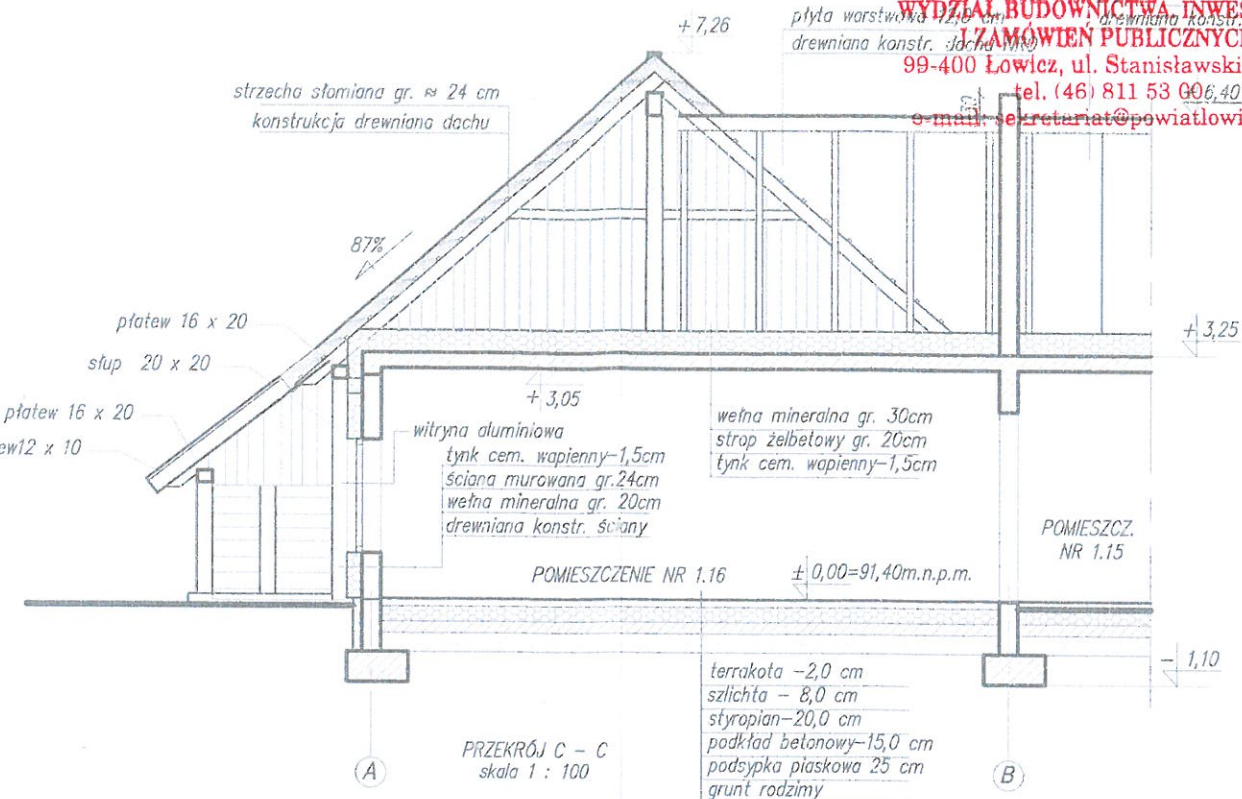 WYDZIAŁ BUDOWNICTWA, INWES
I ZAMÓWIEŃ PUBLICZNYCH
99-400 Łowicz, ul. Stanisławski
tel. (46) 811 53 00
e-mail: sekretariat@powiatlowi
+ 7,26
płyta warstwowa 12,0 cm
drewniana konstr. dachu
drewniana konstr.
+6,40
strzecha słomiana gr. ≈ 24 cm
konstrukcja drewniana dachu
87%
płatew 16 x 20
słup 20 x 20
płatew 16 x 20
ew12 x 10
+ 3,25
+ 3,05
witryna aluminiowa
tynk cem. wapienny-1,5cm
ściana murowana gr.24cm
wełna mineralna gr. 20cm
drewniana konstr. ściany
wełna mineralna gr. 30cm
strop żelbetowy gr. 20cm
tynk cem. wapienny-1,5cm
POMIESZCZ.
NR 1.15
POMIESZCZENIE NR 1.16
± 0,00=91,40m.n.p.m.
- 1,10
terrakota -2,0 cm
szlichta - 8,0 cm
styropian-20,0 cm
podkład betonowy-15,0 cm
podsypka piaskowa 25 cm
grunt rodzimy
PRZEKRÓJ C - C
skala 1 : 100
A
B